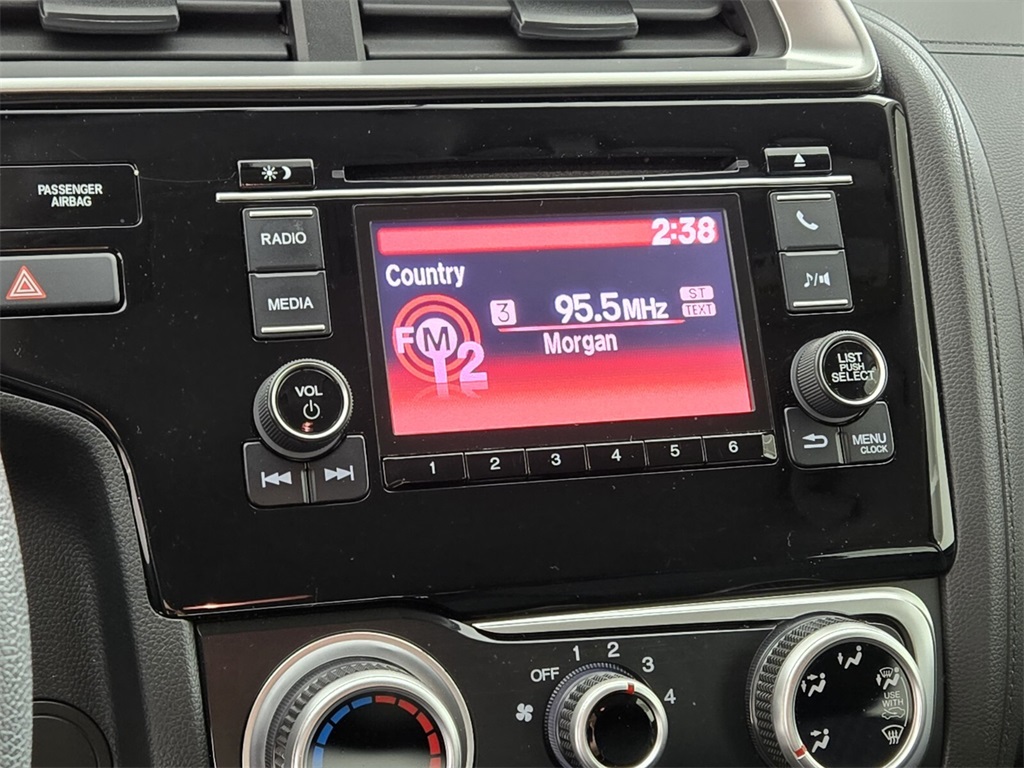 PASSENGER
AIRBAG
RADIO
MEDIA
VOL
2:38
Country
FM
2
3
95.5MHz
ST
TEXT
Morgan
1 2 3 4 5 6
LIST
PUSH
SELECT
MENU
CLOCK
OFF 1 2 3 4
USE
WITH